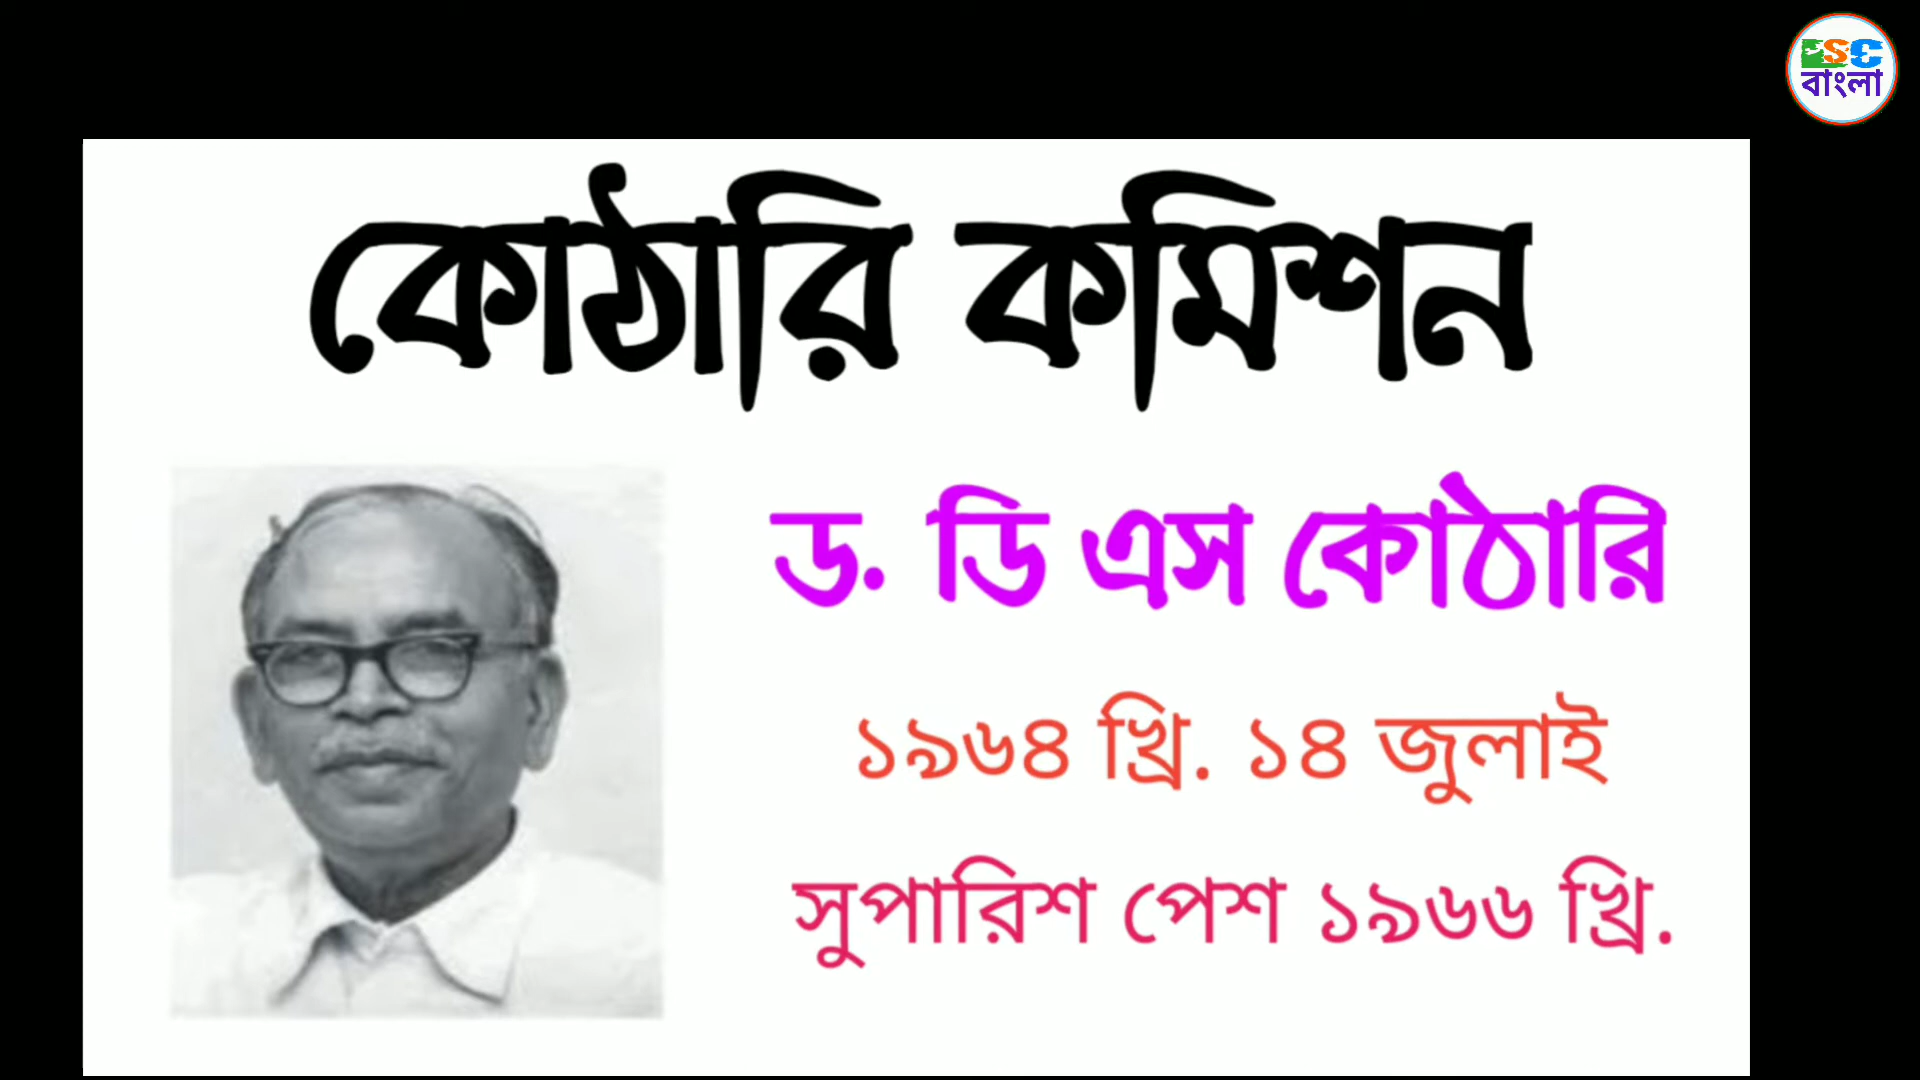 ESC
বাংলা
কোঠারি কমিশন
ড. ডি এস কোঠারি
১৯৬৪ খ্রি. ১৪ জুলাই
সুপারিশ পেশ ১৯৬৬ খ্রি.